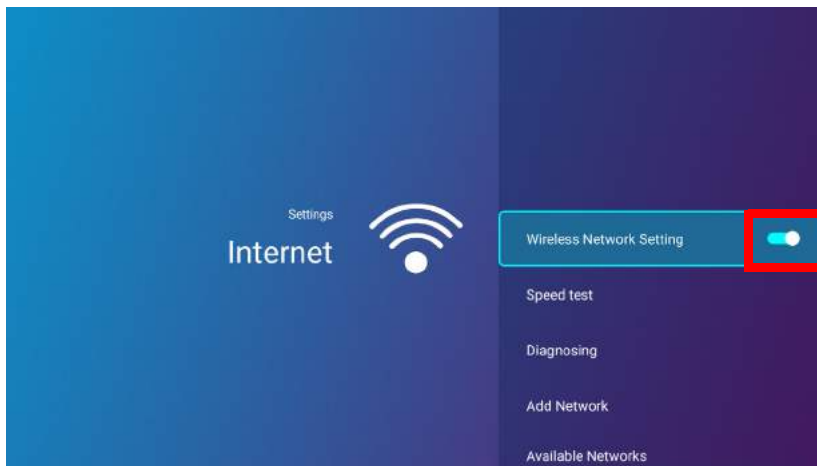 Settings
Internet
Wireless Network Setting
Speed test
Diagnosing
Add Network
Available Networks